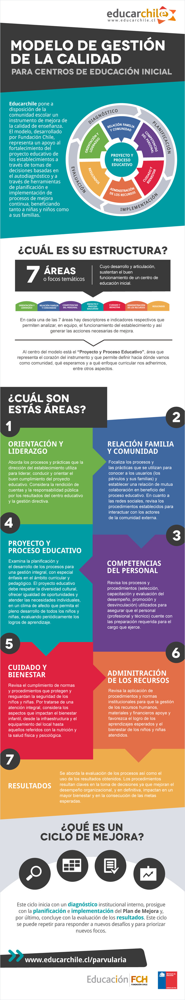 educarchile
www.educarchile.cl
MODELO DE GESTIÓN
DE LA CALIDAD
PARA CENTROS DE EDUCACIÓN INICIAL
Educarchile pone a
disposición de la
comunidad escolar un
instrumento de mejora de
la calidad de enseñanza.
El modelo, desarrollado
por Fundación Chile,
representa un apoyo al
fortalecimiento del
proyecto educativo de
los establecimientos a
través de tomas de
decisiones basadas en
el autodiagnóstico y a
través de herramientas
de planificación e
implementación de
procesos de mejora
continua, beneficiando
tanto a niñas y niños como
a sus familias.
DIAGNÓSTICO
PLANIFICACIÓN
IMPLEMENTACIÓN
EVALUACIÓN
RELACIÓN FAMILIA
Y COMUNIDAD
COMPETENCIAS
DEL PERSONAL
CUIDADO Y
BIENESTAR
ADMINISTRACIÓN
DE LOS RECURSOS
RESULTADOS
ORIENTACIÓN Y
LIDERAZGO
PROYECTO Y
PROCESO
EDUCATIVO
¿CUÁL ES SU ESTRUCTURA?
7 ÁREAS
o focos temáticos
Cuyo desarrollo y articulación,
sustentan el buen
funcionamiento de un centro de
educación inicial.
ORIENTACIÓN Y
LIDERAZGO
RELACIÓN FAMILIA
Y COMUNIDAD
COMPETENCIAS
DEL PERSONAL
PRIYECTO Y
PROCESO
EDUCATIVO
CUIDADO Y
BIENESTAR
ADMINISTRACIÓN
DE LOS RECURSOS
RESULTADOS
En cada una de las 7 áreas hay descriptores e indicadores respectivos que
permiten analizar, en equipo, el funcionamiento del establecimiento y así
generar las acciones necesarias de mejora.
Al centro del modelo está el “Proyecto y Proceso Educativo”, área que
representa el corazón del instrumento y que permite definir hacia dónde vamos
como comunidad, qué esperamos y a qué enfoque curricular nos adherimos,
entre otros aspectos.
¿CUÁL SON
ESTÁS ÁREAS?
1
ORIENTACIÓN Y
LIDERAZGO
Aborda los procesos y prácticas que la
dirección del establecimiento utiliza
para liderar, conducir y orientar el
buen cumplimiento del proyecto
educativo. Considera la rendición de
cuentas y la responsabilidad pública
por los resultados del centro educativo
y la gestión directiva.
2
RELACIÓN FAMILIA
Y COMUNIDAD
Focaliza los procesos y
las prácticas que se utilizan para
conocer a los usuarios (los
párvulos y sus familias) y
establecer una relación de mutua
colaboración en beneficio del
proceso educativo. En cuanto a
las redes sociales, revisa los
procedimientos establecidos para
interactuar con los actores
de la comunidad externa.
4
PROYECTO Y
PROCESO EDUCATIVO
Examina la planificación y
el desarrollo de los procesos para
una gestión integral, con especial
énfasis en el ámbito curricular y
pedagógico. El proyecto educativo
debe respetar la diversidad cultural,
ofrecer igualdad de oportunidades y
atender las necesidades individuales,
en un clima de afecto que permita el
pleno desarrollo de todos los niños y
niñas, evaluando periódicamente los
logros de aprendizaje.
3
COMPETENCIAS
DEL PERSONAL
Revisa los procesos y
procedimientos (selección,
capacitación y evaluación del
desempeño, promoción y
desvinculación) utilizados para
asegurar que el personal
(profesional y técnico) cuente con
las preparación requerida para el
cargo que ejerce.
5
CUIDADO Y
BIENESTAR
Revisa el cumplimiento de normas
y procedimientos que protegen y
resguardan la seguridad de los
niños y niñas. Por tratarse de una
atención integral, considera los
aspectos que impactan el bienestar
infantil, desde la infraestructura y el
equipamiento del local hasta
aquellos referidos con la nutrición y
la salud física y psicológica.
6
ADMINITRACIÓN
DE LOS RECURSOS
Revisa la aplicación de
procedimientos y normas
institucionales para que la gestión
de los recursos humanos,
materiales y financieros apoye y
favorezca el logro de los
aprendizajes esperados y el
bienestar de los niños y niñas
atendidos.
7
RESULTADOS
Se aborda la evaluación de los procesos así como el
uso de los resultados obtenidos. Los procedimientos
resultan claves en la toma de decisiones ya que mejoran el
desempeño organizacional, y en definitiva, impactan en un
mayor bienestar y en la consecución de las metas
esperadas.
¿QUÉ ES UN
CICLO DE MEJORA?
Este ciclo inicia con un diagnóstico institucional interno, prosigue
con la planificación e implementación del Plan de Mejora y,
por último, concluye con la evaluación de los resultados. Este ciclo
se puede repetir para responder a nuevos desafíos y para priorizar
nuevos focos.
www.educarchile.cl/parvularia
Educación FCH
FUNDACIÓN CHILE
Ministerio de
Educación
Gobierno de Chile